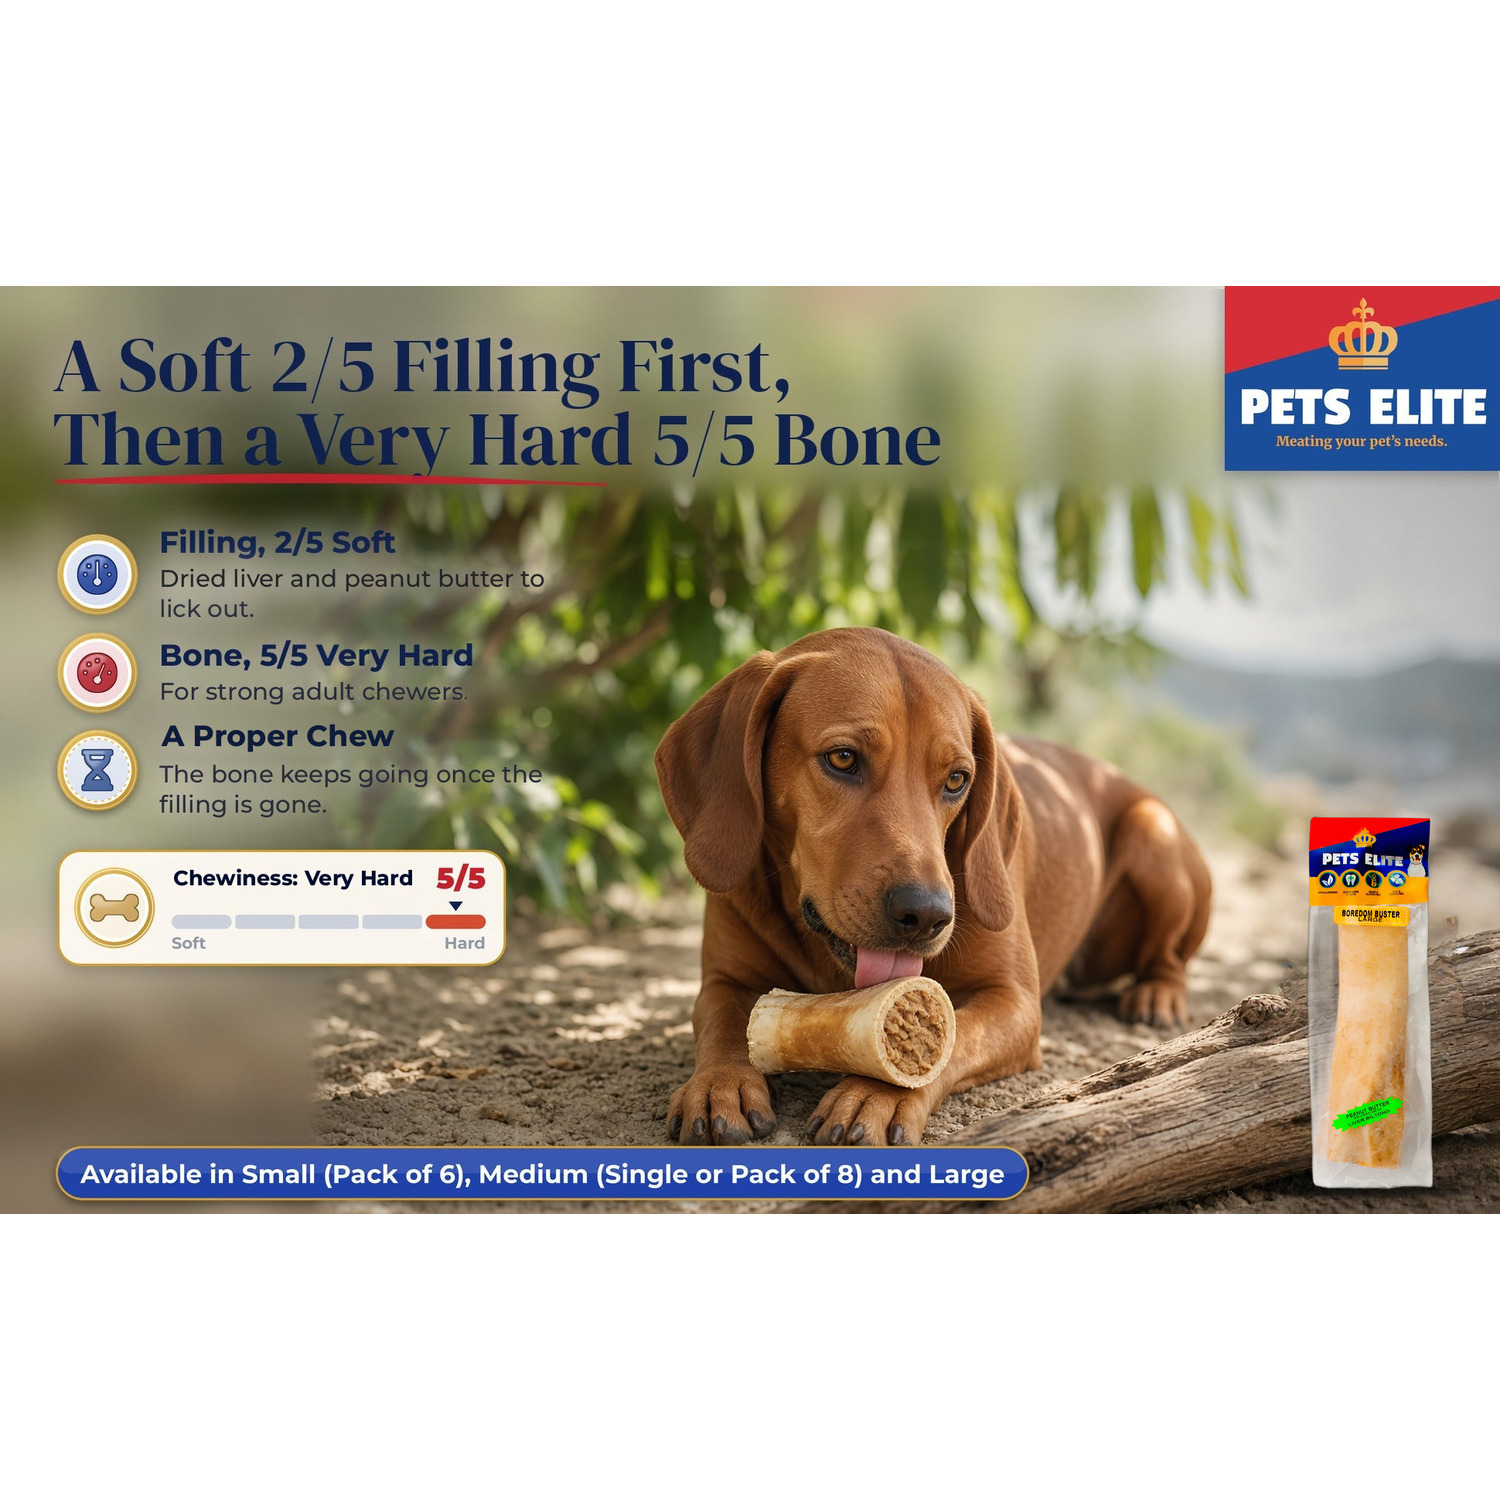 A Soft 2/5 Filling First,
Then a Very Hard 5/5 Bone
PETS ELITE
Meating your pet's needs.
Filling, 2/5 Soft
Dried liver and peanut butter to
lick out.
Bone, 5/5 Very Hard
For strong adult chewers.
A Proper Chew
The bone keeps going once the
filling is gone.
Chewiness: Very Hard 5/5
Soft Hard
PETS ELITE
BOREDOM BUSTER
LARGE
PEANUT BUTTER
LIVER BILTONG
Available in Small (Pack of 6), Medium (Single or Pack of 8) and Large